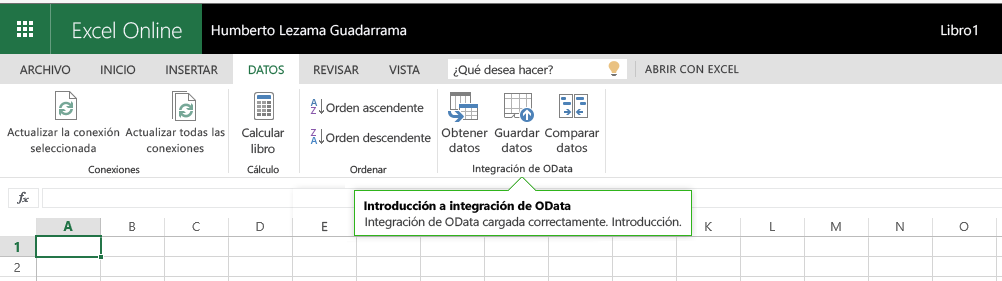 Excel Online Humberto Lezama Guadarrama Libro1
ARCHIVO INICIO INSERTAR DATOS REVISAR VISTA ¿Qué desea hacer? ABRIR CON EXCEL
Actualizar la conexión seleccionada
Actualizar todas las conexiones
Conexiones
Calcular libro
Cálculo
Orden ascendente
Orden descendente
Ordenar
Obtener datos
Guardar datos
Comparar datos
Integración de OData
fx
Introducción a integración de OData
Integración de OData cargada correctamente. Introducción.
A B C D E K L M N O
1
2